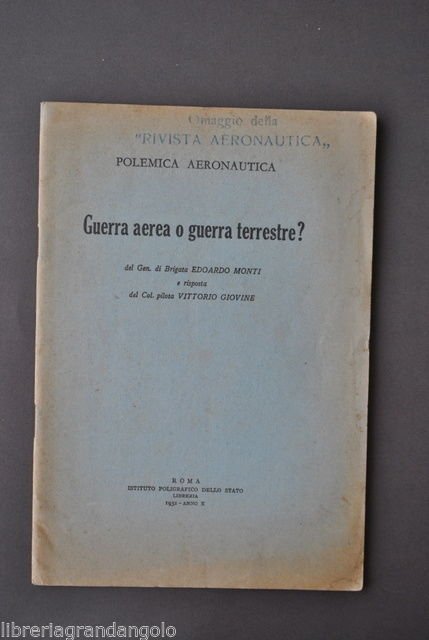 Omaggio della
"RIVISTA AERONAUTICA„
POLEMICA AERONAUTICA
Guerra aerea o guerra terrestre?
del Gen. di Brigata EDOARDO MONTI
e risposta
del Col. pilota VITTORIO GIOVINE
ROMA
ISTITUTO POLIGRAFICO DELLO STATO
LIBRERIA
1932 - ANNO X
libreriagrandangolo